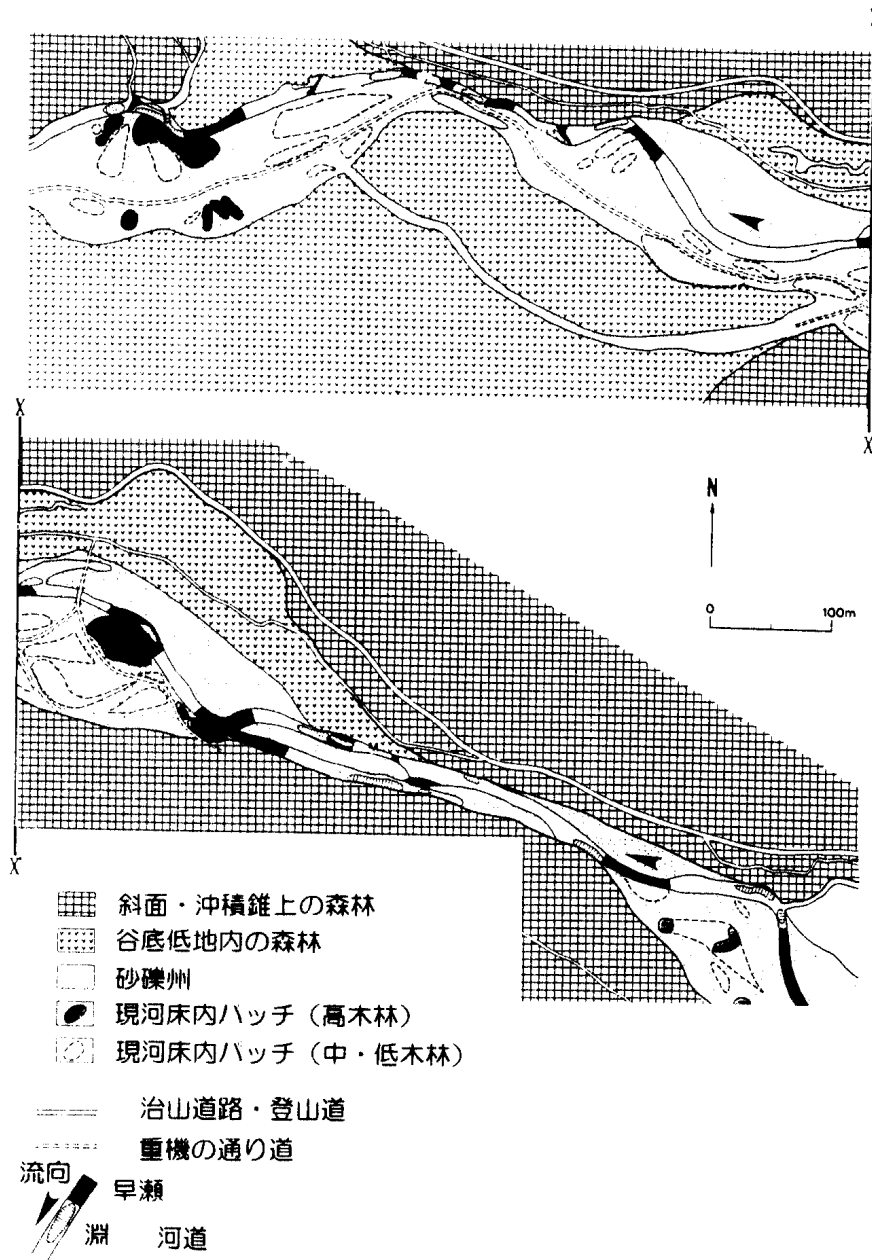 X
X
X
N
0 100m
X
斜面・沖積錐上の森林
谷底低地内の森林
砂礫州
現河床内パッチ（高木林）
現河床内パッチ（中・低木林）
治山道路・登山道
重機の通り道
流向
早瀬
淵 河道